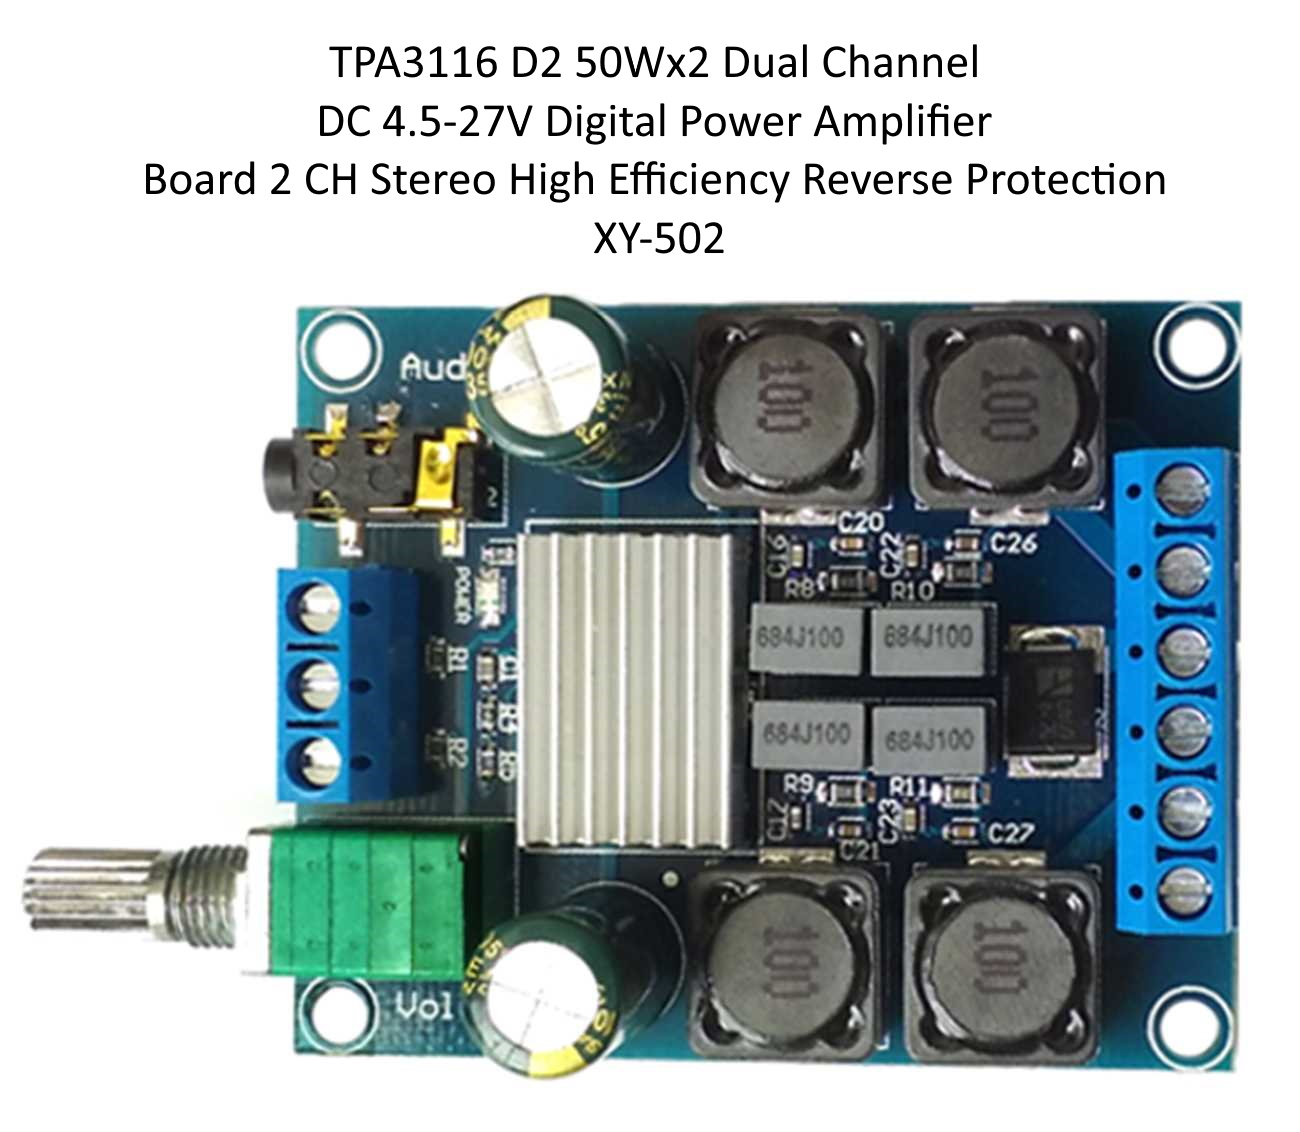 TPA3116 D2 50Wx2 Dual Channel
DC 4.5-27V Digital Power Amplifier
Board 2 CH Stereo High Efficiency Reverse Protection
XY-502
Aud
100
100
C20
C16
C22
C26
R8
R10
POWER
R1
C1
684J100
684J100
R2
684J100
684J100
R9
R11
C23
C21
C27
Vol
100
100